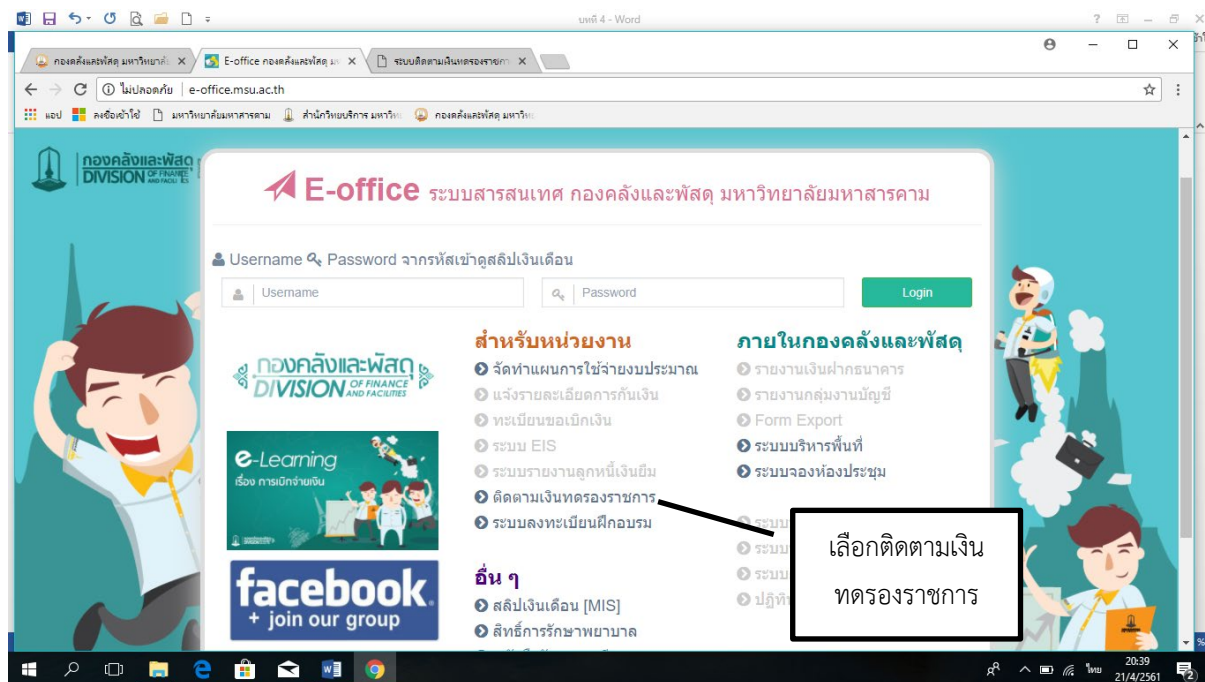 บทที่ 4 - Word
กองคลังและพัสดุ มหาวิทยาลั
E-office กองคลังและพัสดุ ม
ระบบติดตามเงินทดรองราชกา
ไม่ปลอดภัย | e-office.msu.ac.th
แอป
ลงชื่อเข้าใช้
มหาวิทยาลัยมหาสารคาม
สำนักวิทยบริการ มหาวิท
กองคลังและพัสดุ มหาวิท
กองคลังและพัสดุ
DIVISION OF FINANCE
E-office ระบบสารสนเทศ กองคลังและพัสดุ มหาวิทยาลัยมหาสารคาม
Username Password จากรหัสเข้าดูสลิปเงินเดือน
Username
Password
Login
กองคลังและพัสดุ
DIVISION OF FINANCE AND FACILITIES
e-Learning
เรื่อง การเบิกจ่ายเงิน
facebook
+ join our group
สำหรับหน่วยงาน
จัดทำแผนการใช้จ่ายงบประมาณ
แจ้งรายละเอียดการกันเงิน
ทะเบียนขอเบิกเงิน
ระบบ EIS
ระบบรายงานลูกหนี้เงินยืม
ติดตามเงินทดรองราชการ
ระบบลงทะเบียนฝึกอบรม
อื่น ๆ
สลิปเงินเดือน [MIS]
สิทธิ์การรักษาพยาบาล
ภายในกองคลังและพัสดุ
รายงานเงินฝากธนาคาร
รายงานกลุ่มงานบัญชี
Form Export
ระบบบริหารพื้นที่
ระบบจองห้องประชุม
ระบบ
ระบบ
ระบบ
ปฏิทิ
เลือกติดตามเงิน
ทดรองราชการ
ไทย
20:39
21/4/2561